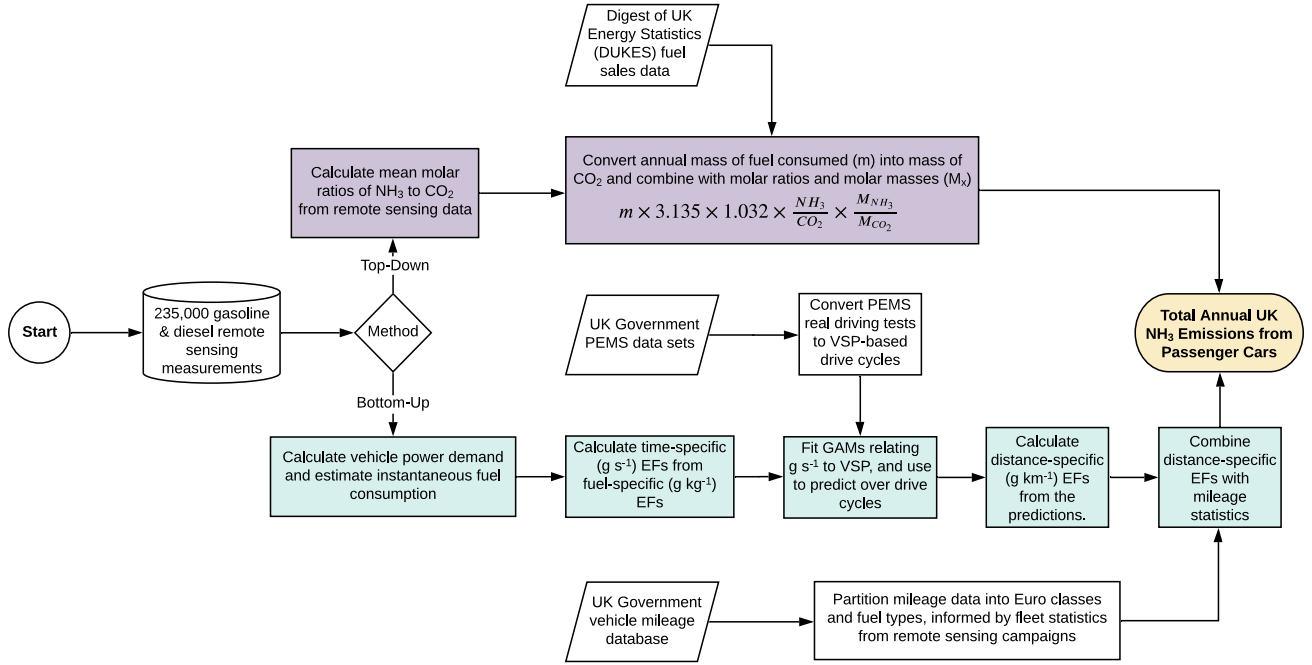 Digest of UK
Energy Statistics
(DUKES) fuel
sales data
Calculate mean molar
ratios of NH₃ to CO₂
from remote sensing data
Convert annual mass of fuel consumed (m) into mass of
CO₂ and combine with molar ratios and molar masses (Mₓ)
m × 3.135 × 1.032 × NH₃/CO₂ × M_NH₃/M_CO₂
Top-Down
Start
235,000 gasoline
& diesel remote
sensing
measurements
Method
UK Government
PEMS data sets
Convert PEMS
real driving tests
to VSP-based
drive cycles
Total Annual UK
NH₃ Emissions from
Passenger Cars
Bottom-Up
Calculate vehicle power demand
and estimate instantaneous fuel
consumption
Calculate time-specific
(g s⁻¹) EFs from
fuel-specific (g kg⁻¹)
EFs
Fit GAMs relating
g s⁻¹ to VSP, and use
to predict over drive
cycles
Calculate
distance-specific
(g km⁻¹) EFs
from the
predictions.
Combine
distance-specific
EFs with
mileage
statistics
UK Government
vehicle mileage
database
Partition mileage data into Euro classes
and fuel types, informed by fleet statistics
from remote sensing campaigns